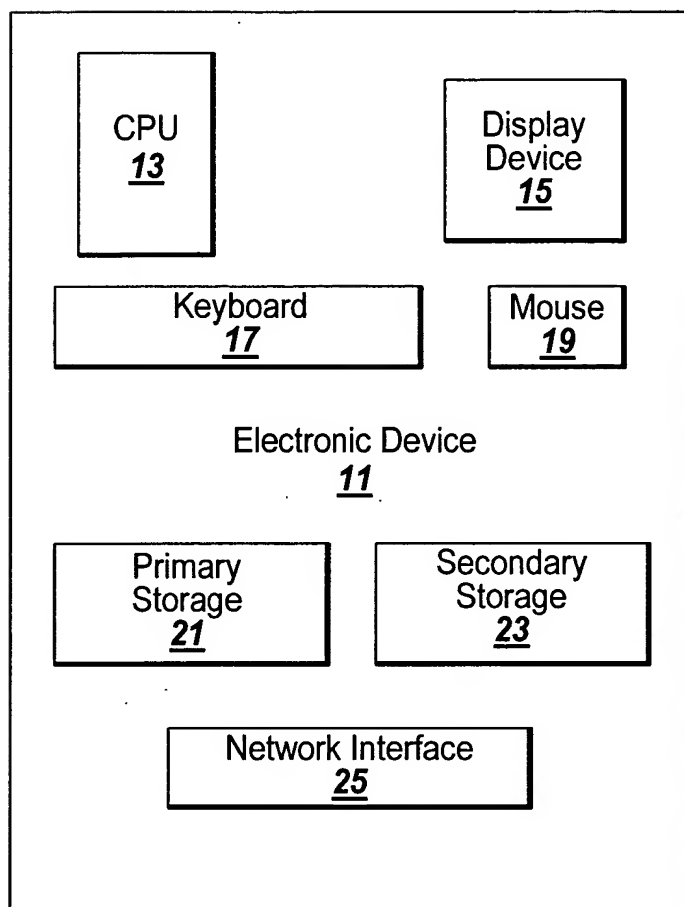 CPU
13
Display
Device
15
Keyboard
17
Mouse
19
Electronic Device
11
Primary
Storage
21
Secondary
Storage
23
Network Interface
25